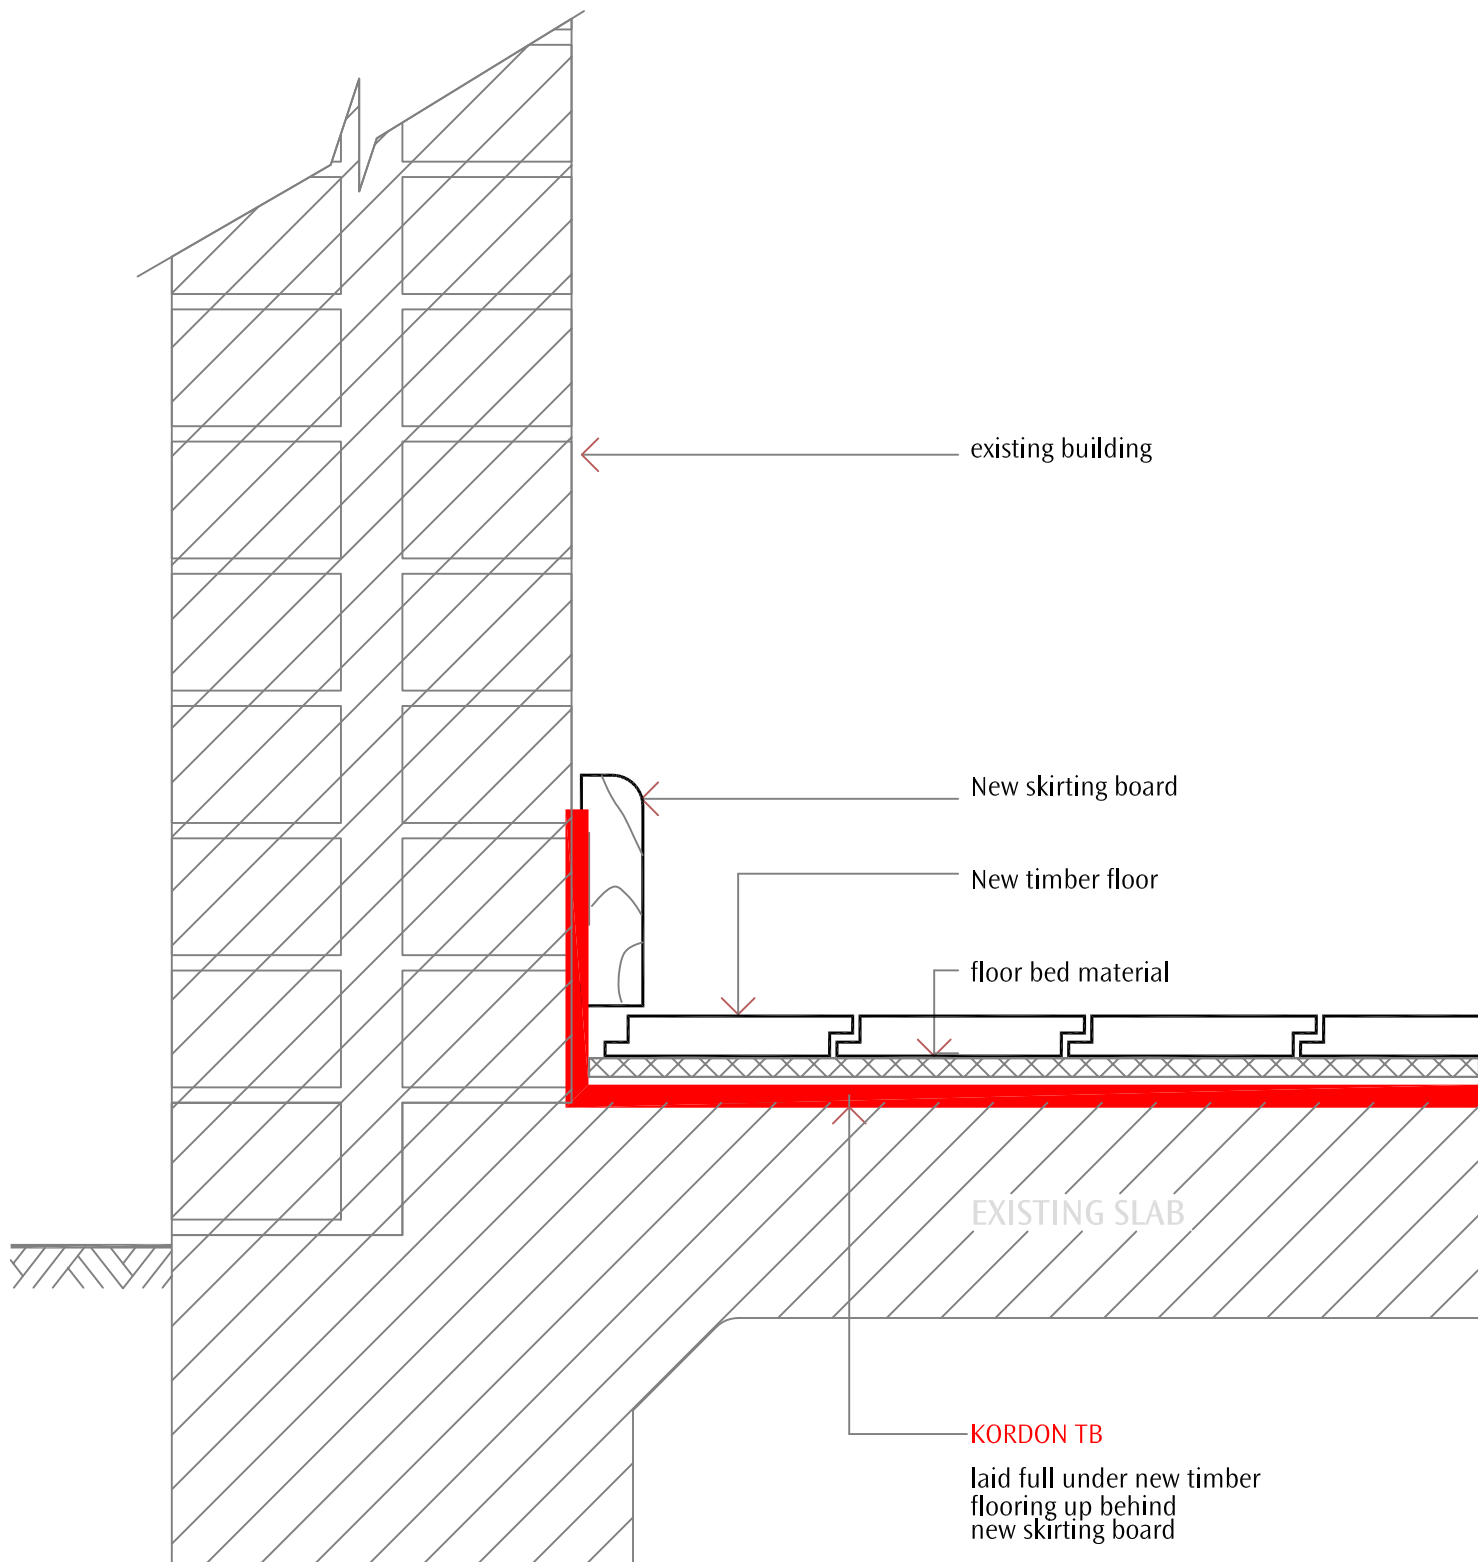 existing building
New skirting board
New timber floor
floor bed material
EXISTING SLAB
KORDON TB
laid full under new timber
flooring up behind
new skirting board